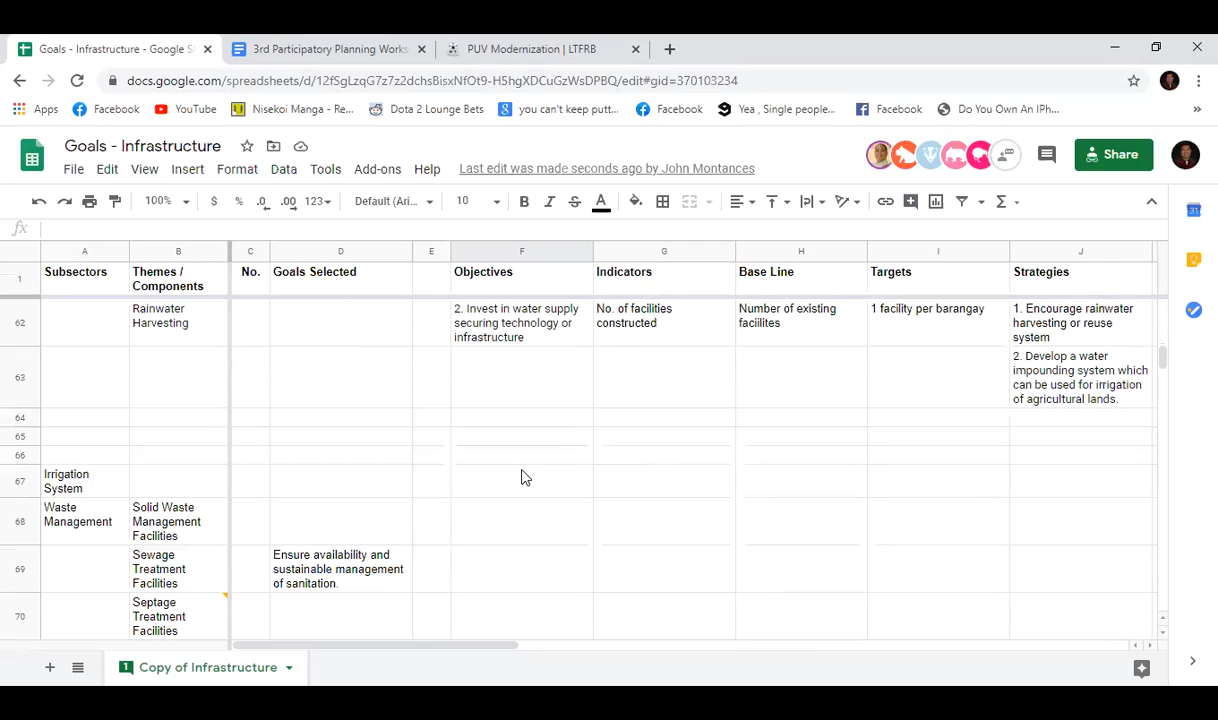 Goals - Infrastructure - Google S
3rd Participatory Planning Works
PUV Modernization | LTFRB
docs.google.com/spreadsheets/d/12fSgLzqG7z7z2dchsBisxNfOt9-H5hgXDCuGzWsDPBQ/edit#gid=370103234
Apps
Facebook
YouTube
Nisekoi Manga - Re...
Dota 2 Lounge Bets
you can't keep putt...
Facebook
Yea , Single people...
Facebook
Do You Own An IPh...
»
Goals - Infrastructure
Share
File
Edit
View
Insert
Format
Data
Tools
Add-ons
Help
Last edit was made seconds ago by John Montances
100%
$
%
.0
.00
123
Default (Ari...
10
B
I
S
A
Σ
31
fx
A
B
C
D
E
F
G
H
I
J
1
Subsectors
Themes /
Components
No.
Goals Selected
Objectives
Indicators
Base Line
Targets
Strategies
62
Rainwater
Harvesting
2. Invest in water supply
securing technology or
infrastructure
No. of facilities
constructed
Number of existing
faciilites
1 facility per barangay
1. Encourage rainwater
harvesting or reuse
system
63
2. Develop a water
impounding system which
can be used for irrigation
of agricultural lands.
64
65
66
67
Irrigation
System
68
Waste
Management
Solid Waste
Management
Facilities
69
Sewage
Treatment
Facilities
Ensure availability and
sustainable management
of sanitation.
70
Septage
Treatment
Facilities
1
Copy of Infrastructure